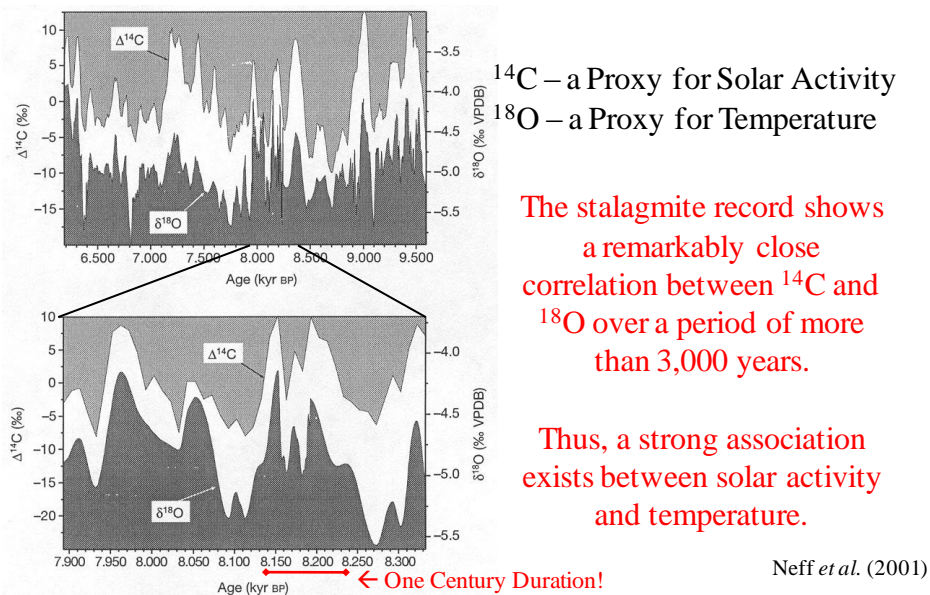 Δ¹⁴C
10
5
0
−5
−10
−15
Δ¹⁴C (‰)
−3.5
−4.0
−4.5
−5.0
−5.5
δ¹⁸O (‰ VPDB)
δ¹⁸O
6.500 7.000 7.500 8.000 8.500 9.000 9.500
Age (kyr BP)
10
5
0
−5
−10
−15
−20
Δ¹⁴C (‰)
Δ¹⁴C
−4.0
−4.5
−5.0
−5.5
δ¹⁸O (‰ VPDB)
δ¹⁸O
7.900 7.950 8.000 8.050 8.100 8.150 8.200 8.250 8.300
Age (kyr BP)
← One Century Duration!
¹⁴C – a Proxy for Solar Activity
¹⁸O – a Proxy for Temperature
The stalagmite record shows
a remarkably close
correlation between ¹⁴C and
¹⁸O over a period of more
than 3,000 years.
Thus, a strong association
exists between solar activity
and temperature.
Neff et al. (2001)